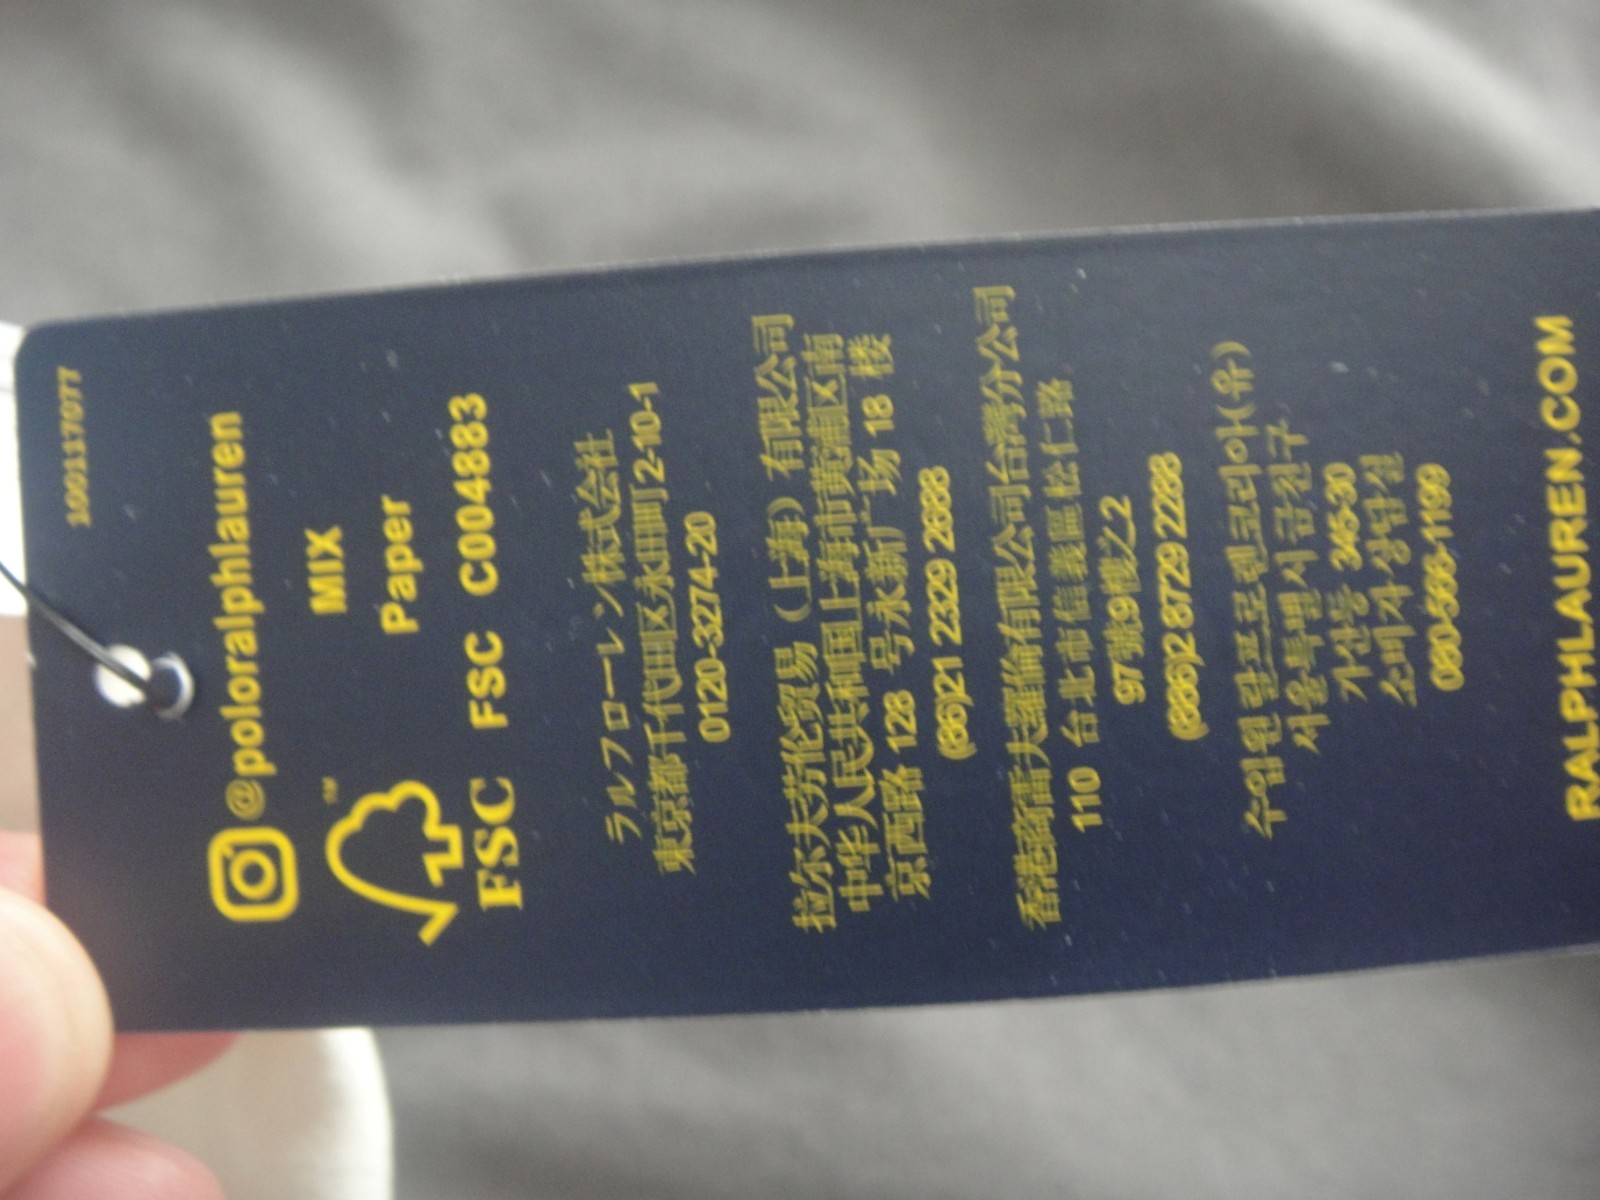 1001117077
@poloralphlauren
MIX
Paper
FSC FSC C004883
ラルフローレン株式会社
東京都千代田区永田町2-10-1
0120-3274-20
拉尔夫劳伦贸易（上海）有限公司
中华人民共和国上海市黄浦区南
京西路 128 号永新广场 18 楼
(86)21 2329 2688
香港商雷夫羅倫有限公司台灣分公司
110 台北市信義區松仁路
97號9樓之2
(886)2 8729 2288
수입원 랄프로렌코리아(유)
서울특별시 금천구
가산동 345-30
소비자상담실
080-566-1199
RALPHLAUREN.COM